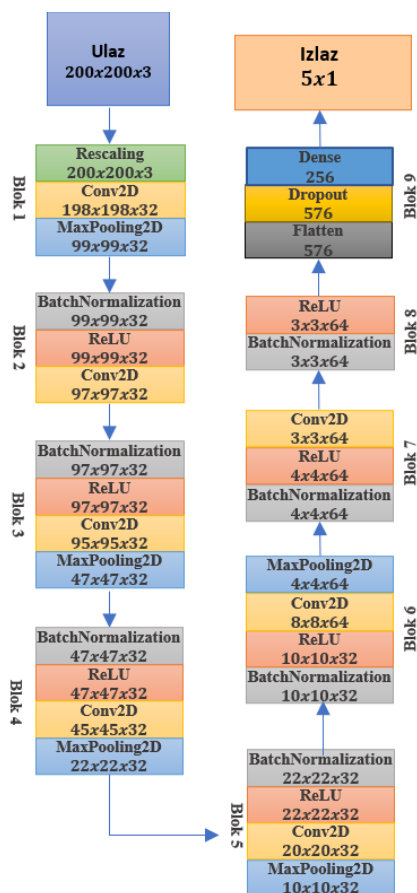 Ulaz
200x200x3
Blok 1
Rescaling
200x200x3
Conv2D
198x198x32
MaxPooling2D
99x99x32
Blok 2
BatchNormalization
99x99x32
ReLU
99x99x32
Conv2D
97x97x32
Blok 3
BatchNormalization
97x97x32
ReLU
97x97x32
Conv2D
95x95x32
MaxPooling2D
47x47x32
Blok 4
BatchNormalization
47x47x32
ReLU
47x47x32
Conv2D
45x45x32
MaxPooling2D
22x22x32
Blok 5
BatchNormalization
22x22x32
ReLU
22x22x32
Conv2D
20x20x32
MaxPooling2D
10x10x32
Blok 6
MaxPooling2D
4x4x64
Conv2D
8x8x64
ReLU
10x10x32
BatchNormalization
10x10x32
Blok 7
Conv2D
3x3x64
ReLU
4x4x64
BatchNormalization
4x4x64
Blok 8
ReLU
3x3x64
BatchNormalization
3x3x64
Blok 9
Dense
256
Dropout
576
Flatten
576
Izlaz
5x1